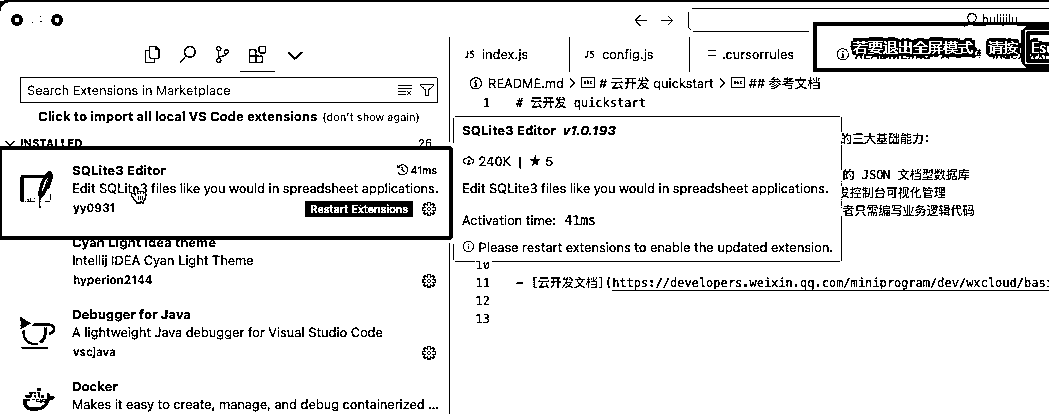 hulijilu
若要退出全屏模式，请按 Esc
JS index.js
JS config.js
.cursorrules
README.md > # 云开发 quickstart > ## 参考文档
Search Extensions in Marketplace
Click to import all local VS Code extensions (don't show again)
INSTALLED 26
SQLite3 Editor 41ms
Edit SQLite3 files like you would in spreadsheet applications.
yy0931 Restart Extensions
Cyan Light Idea theme
Intellij IDEA Cyan Light Theme
hyperion2144
Debugger for Java
A lightweight Java debugger for Visual Studio Code
vscjava
Docker
Makes it easy to create, manage, and debug containerized ...
1 # 云开发 quickstart
SQLite3 Editor v1.0.193
240K | ★ 5
Edit SQLite3 files like you would in spreadsheet applications.
Activation time: 41ms
Please restart extensions to enable the updated extension.
的三大基础能力：
的 JSON 文档型数据库
发控制台可视化管理
者只需编写业务逻辑代码
10
11 - [云开发文档](https://developers.weixin.qq.com/miniprogram/dev/wxcloud/bas
12
13